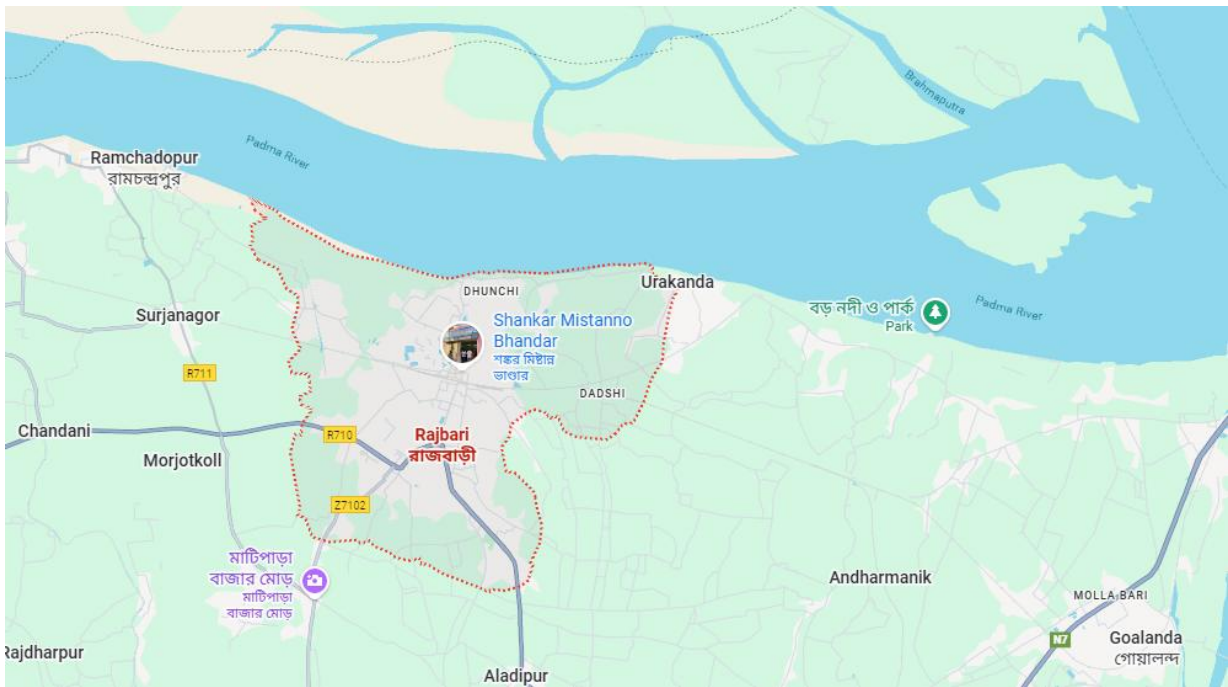 Brahmaputra
Padma River
Ramchadopur
রামচন্দ্রপুর
Urakanda
DHUNCHI
বড় নদী ও পার্ক
Park
Padma River
Surjanagor
Shankar Mistanno
Bhandar
শঙ্কর মিষ্টান্ন
ভাণ্ডার
R711
DADSHI
Chandani
R710
Rajbari
রাজবাড়ী
Morjotkoll
Z7102
মাটিপাড়া
বাজার মোড়
মাটিপাড়া
বাজার মোড়
Andharmanik
MOLLA BARI
N7
Goalanda
গোয়ালন্দ
Rajdharpur
Aladipur